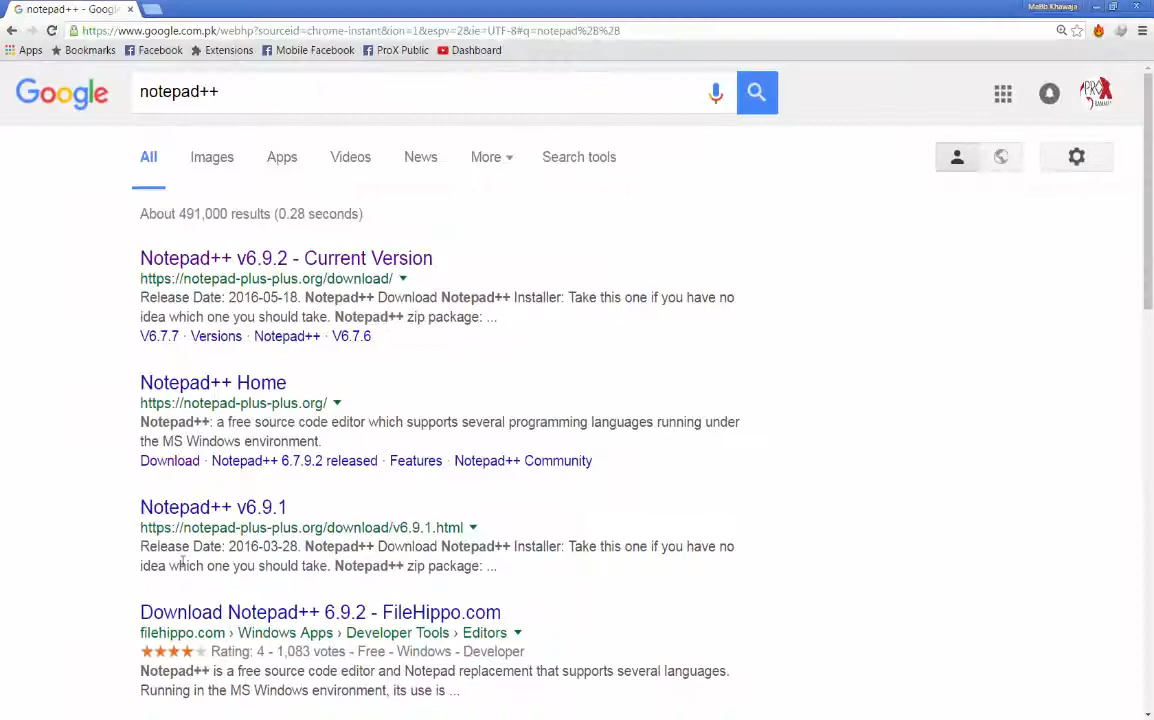 notepad++ - Googl
MaBb Khawaja
https://www.google.com.pk/webhp?sourceid=chrome-instant&ion=1&espv=2&ie=UTF-8#q=notepad%2B%2B
Apps Bookmarks Facebook Extensions Mobile Facebook ProX Public Dashboard
Google notepad++
All Images Apps Videos News More Search tools
About 491,000 results (0.28 seconds)
Notepad++ v6.9.2 - Current Version
https://notepad-plus-plus.org/download/
Release Date: 2016-05-18. Notepad++ Download Notepad++ Installer: Take this one if you have no
idea which one you should take. Notepad++ zip package: ...
V6.7.7 · Versions · Notepad++ · V6.7.6
Notepad++ Home
https://notepad-plus-plus.org/
Notepad++: a free source code editor which supports several programming languages running under
the MS Windows environment.
Download · Notepad++ 6.7.9.2 released · Features · Notepad++ Community
Notepad++ v6.9.1
https://notepad-plus-plus.org/download/v6.9.1.html
Release Date: 2016-03-28. Notepad++ Download Notepad++ Installer: Take this one if you have no
idea which one you should take. Notepad++ zip package: ...
Download Notepad++ 6.9.2 - FileHippo.com
filehippo.com › Windows Apps › Developer Tools › Editors
Rating: 4 - 1,083 votes - Free - Windows - Developer
Notepad++ is a free source code editor and Notepad replacement that supports several languages.
Running in the MS Windows environment, its use is ...